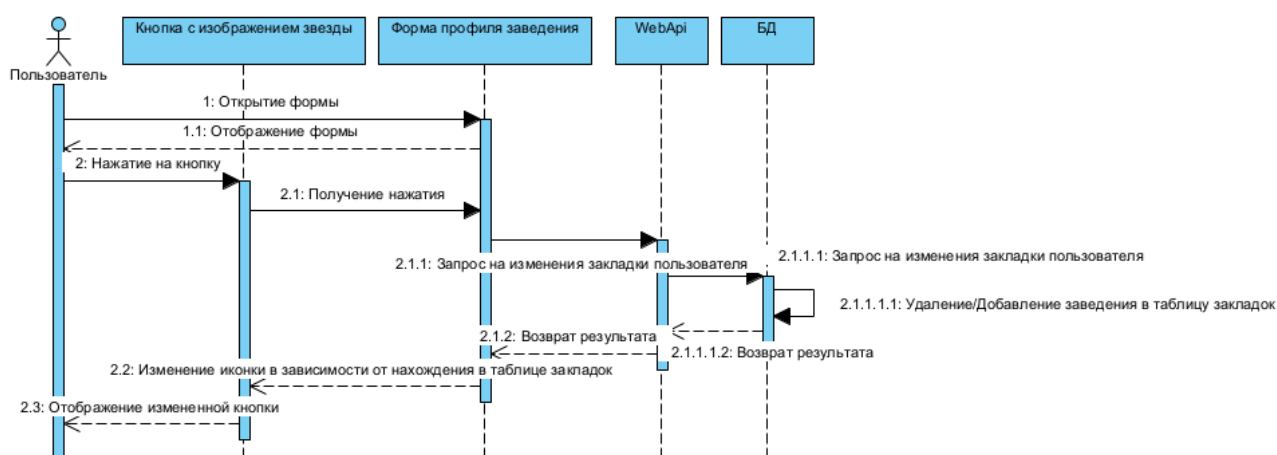 Кнопка с изображением звезды
Форма профиля заведения
WebApi
БД
Пользователь
1: Открытие формы
1.1: Отображение формы
2: Нажатие на кнопку
2.1: Получение нажатия
2.1.1: Запрос на изменения закладки пользователя
2.1.1.1: Запрос на изменения закладки пользователя
2.1.1.1.1: Удаление/Добавление заведения в таблицу закладок
2.1.2: Возврат результата
2.1.1.1.2: Возврат результата
2.2: Изменение иконки в зависимости от нахождения в таблице закладок
2.3: Отображение измененной кнопки